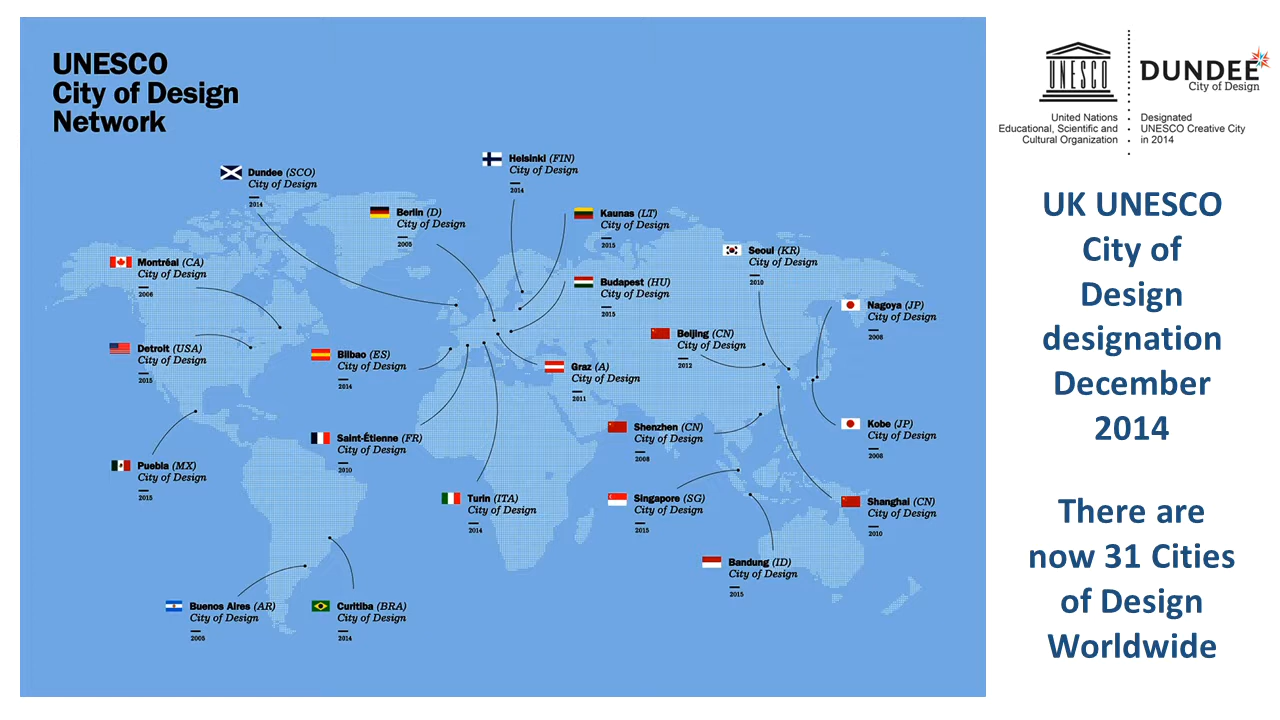 UNESCO
City of Design
Network
Dundee (SCO)
City of Design
2014
Helsinki (FIN)
City of Design
2014
Berlin (D)
City of Design
2005
Kaunas (LT)
City of Design
2015
Seoul (KR)
City of Design
2010
Montréal (CA)
City of Design
2006
Budapest (HU)
City of Design
2015
Nagoya (JP)
City of Design
2008
Detroit (USA)
City of Design
2015
Bilbao (ES)
City of Design
2014
Beijing (CN)
City of Design
2012
Graz (A)
City of Design
2011
Saint-Étienne (FR)
City of Design
2010
Shenzhen (CN)
City of Design
2008
Kobe (JP)
City of Design
2008
Puebla (MX)
City of Design
2015
Turin (ITA)
City of Design
2014
Singapore (SG)
City of Design
2015
Shanghai (CN)
City of Design
2010
Bandung (ID)
City of Design
2015
Buenos Aires (AR)
City of Design
2005
Curitiba (BRA)
City of Design
2014
UNESCO
United Nations
Educational, Scientific and
Cultural Organization
DUNDEE
City of Design
Designated
UNESCO Creative City
in 2014
UK UNESCO
City of
Design
designation
December
2014
There are
now 31 Cities
of Design
Worldwide